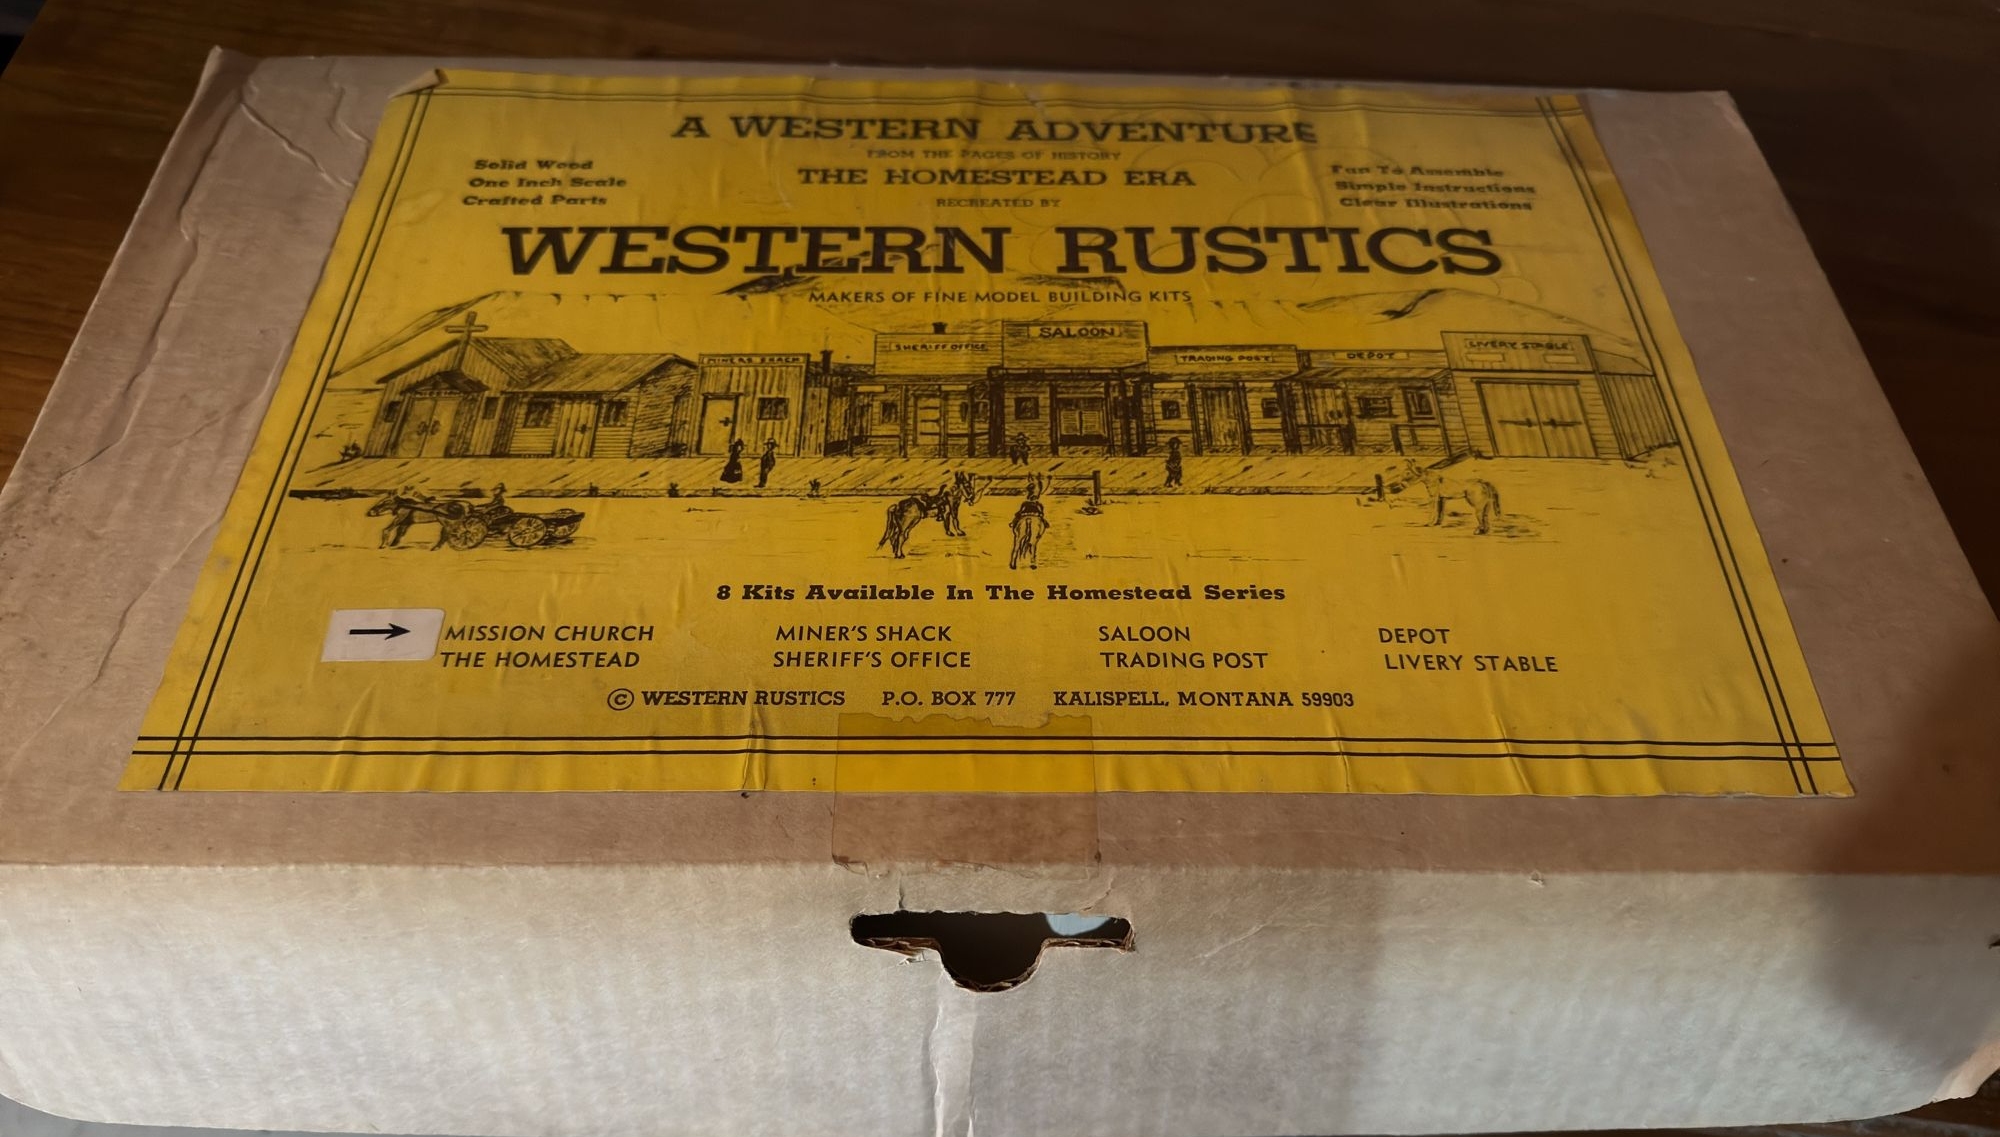 A WESTERN ADVENTURE
FROM THE PAGES OF HISTORY
THE HOMESTEAD ERA
RECREATED BY
Solid Wood
One Inch Scale
Crafted Parts
Fun To Assemble
Simple Instructions
Clear Illustrations
WESTERN RUSTICS
MAKERS OF FINE MODEL BUILDING KITS
MINERS SHACK
SHERIFF OFFICE
SALOON
TRADING POST
DEPOT
LIVERY STABLE
8 Kits Available In The Homestead Series
→ MISSION CHURCH MINER'S SHACK SALOON DEPOT
THE HOMESTEAD SHERIFF'S OFFICE TRADING POST LIVERY STABLE
© WESTERN RUSTICS P.O. BOX 777 KALISPELL, MONTANA 59903